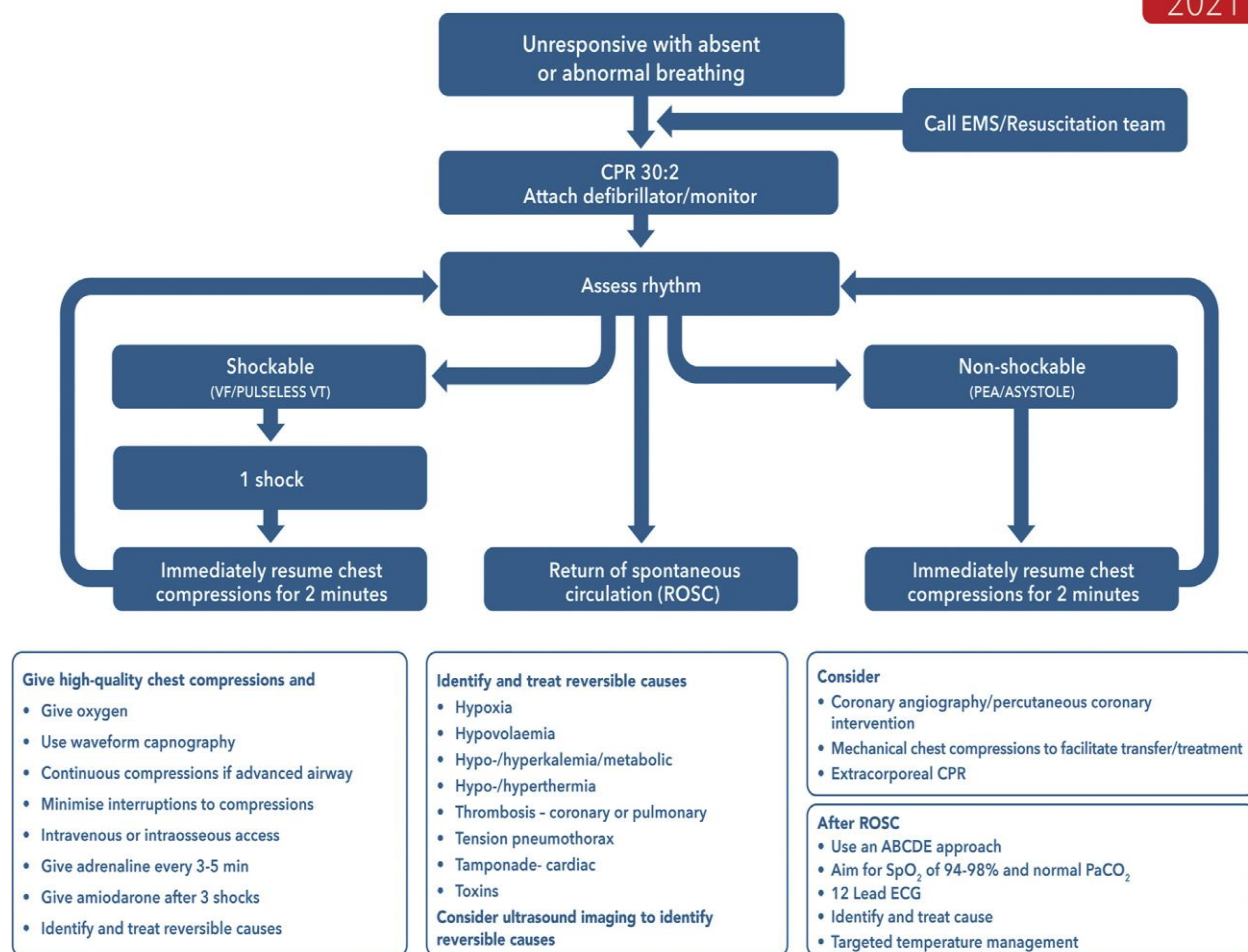 2021
Unresponsive with absent
or abnormal breathing
Call EMS/Resuscitation team
CPR 30:2
Attach defibrillator/monitor
Assess rhythm
Shockable
(VF/PULSELESS VT)
Non-shockable
(PEA/ASYSTOLE)
1 shock
Immediately resume chest
compressions for 2 minutes
Return of spontaneous
circulation (ROSC)
Immediately resume chest
compressions for 2 minutes
Give high-quality chest compressions and
• Give oxygen
• Use waveform capnography
• Continuous compressions if advanced airway
• Minimise interruptions to compressions
• Intravenous or intraosseous access
• Give adrenaline every 3-5 min
• Give amiodarone after 3 shocks
• Identify and treat reversible causes
Identify and treat reversible causes
• Hypoxia
• Hypovolaemia
• Hypo-/hyperkalemia/metabolic
• Hypo-/hyperthermia
• Thrombosis – coronary or pulmonary
• Tension pneumothorax
• Tamponade- cardiac
• Toxins
Consider ultrasound imaging to identify
reversible causes
Consider
• Coronary angiography/percutaneous coronary
intervention
• Mechanical chest compressions to facilitate transfer/treatment
• Extracorporeal CPR
After ROSC
• Use an ABCDE approach
• Aim for SpO₂ of 94-98% and normal PaCO₂
• 12 Lead ECG
• Identify and treat cause
• Targeted temperature management